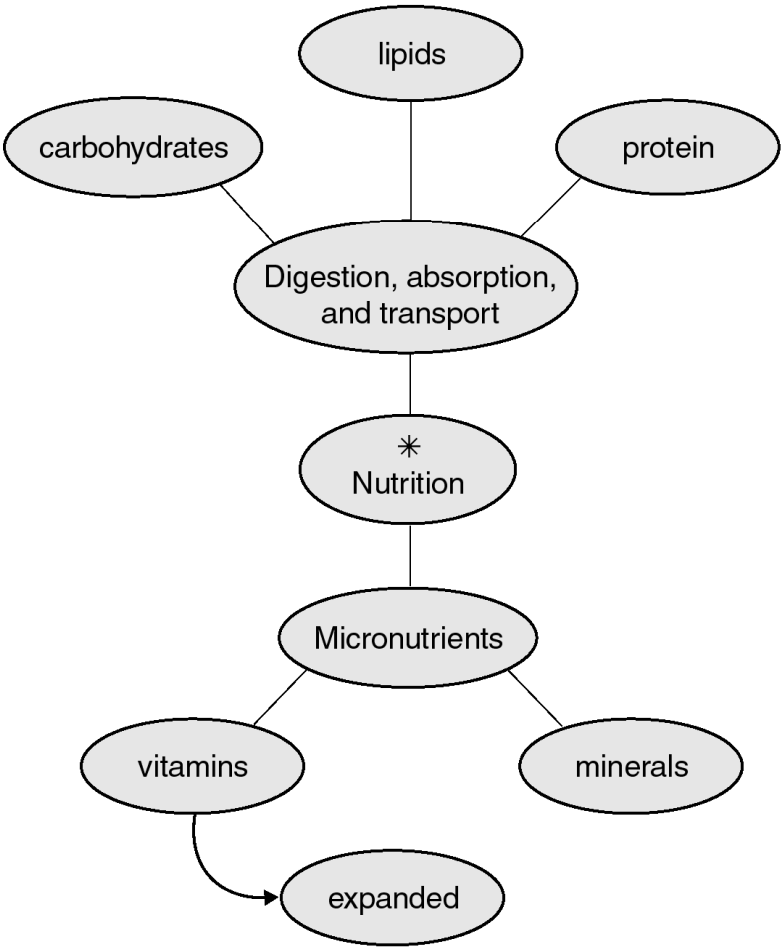 lipids
carbohydrates
protein
Digestion, absorption,
and transport
✳
Nutrition
Micronutrients
vitamins
minerals
expanded